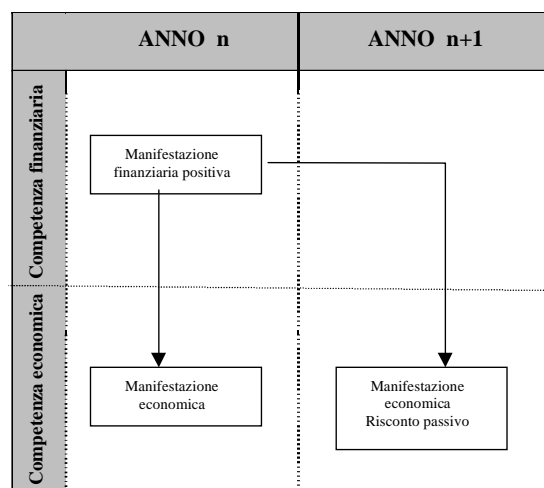 ANNO n
ANNO n+1
Competenza finanziaria
Manifestazione
finanziaria positiva
Competenza economica
Manifestazione
economica
Manifestazione
economica
Risconto passivo